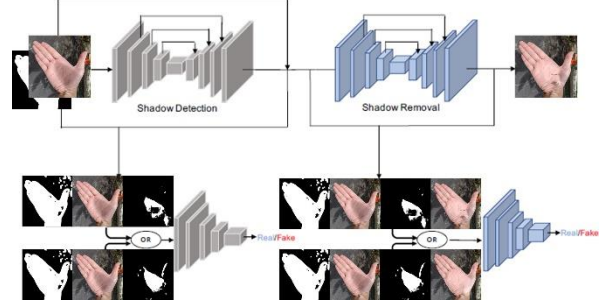 Shadow Detection
Shadow Removal
OR
Real/Fake
OR
Real/Fake